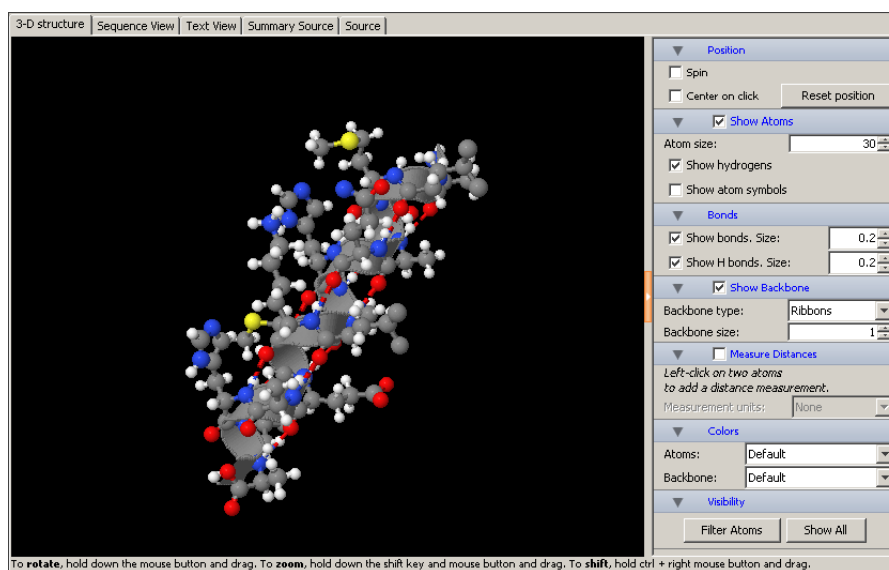 3-D structure Sequence View Text View Summary Source Source
Position
Spin
Center on click Reset position
Show Atoms
Atom size: 30
Show hydrogens
Show atom symbols
Bonds
Show bonds. Size: 0.2
Show H bonds. Size: 0.2
Show Backbone
Backbone type: Ribbons
Backbone size: 1
Measure Distances
Left-click on two atoms
to add a distance measurement.
Measurement units: None
Colors
Atoms: Default
Backbone: Default
Visibility
Filter Atoms Show All
To rotate, hold down the mouse button and drag. To zoom, hold down the shift key and mouse button and drag. To shift, hold ctrl + right mouse button and drag.